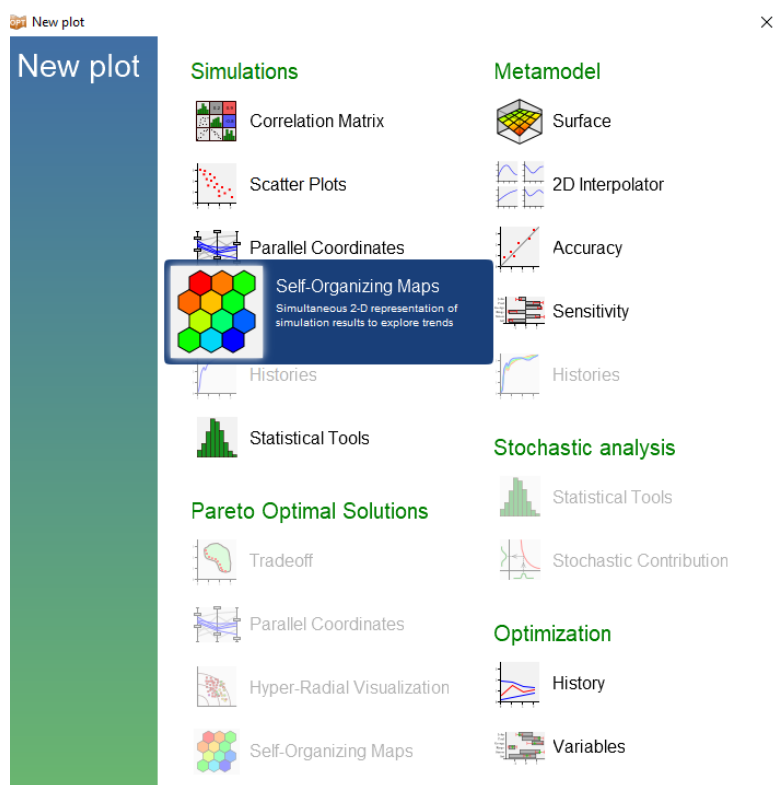 New plot
New plot
Simulations
Correlation Matrix
Scatter Plots
Parallel Coordinates
Self-Organizing Maps
Simultaneous 2-D representation of
simulation results to explore trends
Histories
Statistical Tools
Pareto Optimal Solutions
Tradeoff
Parallel Coordinates
Hyper-Radial Visualization
Self-Organizing Maps
Metamodel
Surface
2D Interpolator
Accuracy
Sensitivity
Histories
Stochastic analysis
Statistical Tools
Stochastic Contribution
Optimization
History
Variables